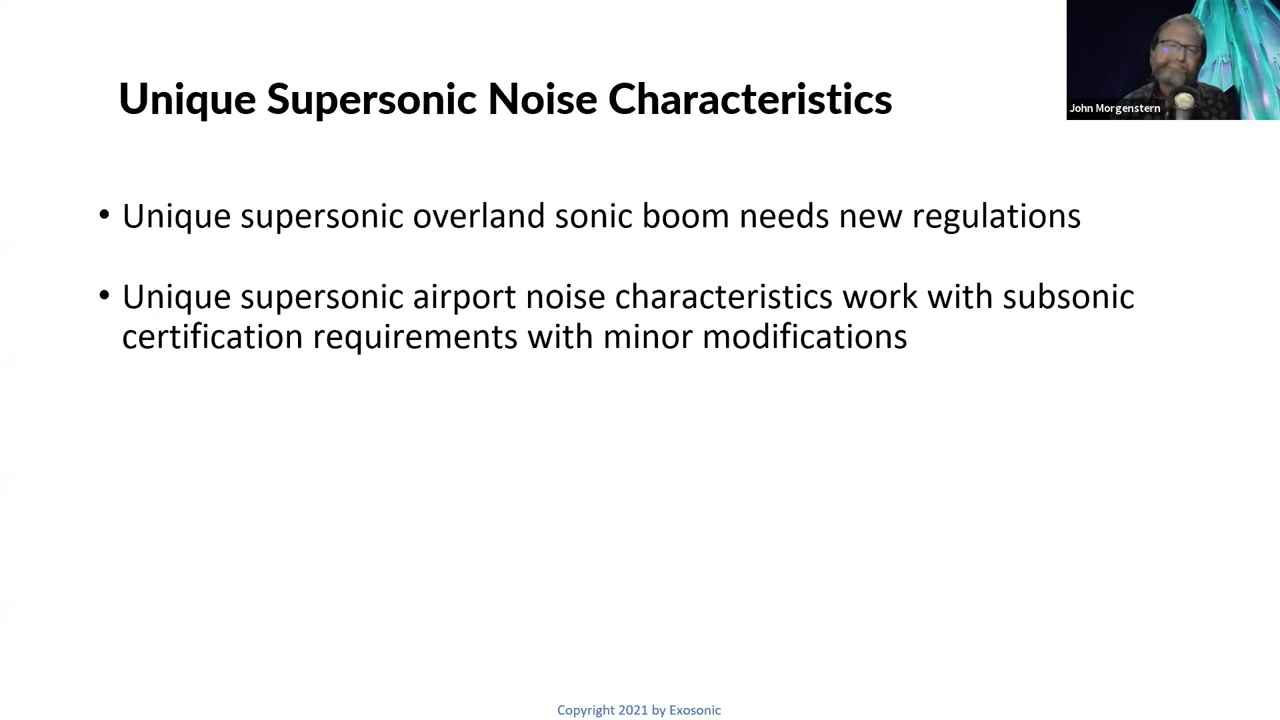 Unique Supersonic Noise Characteristics
John Morgenstern
• Unique supersonic overland sonic boom needs new regulations
• Unique supersonic airport noise characteristics work with subsonic
certification requirements with minor modifications
Copyright 2021 by Exosonic